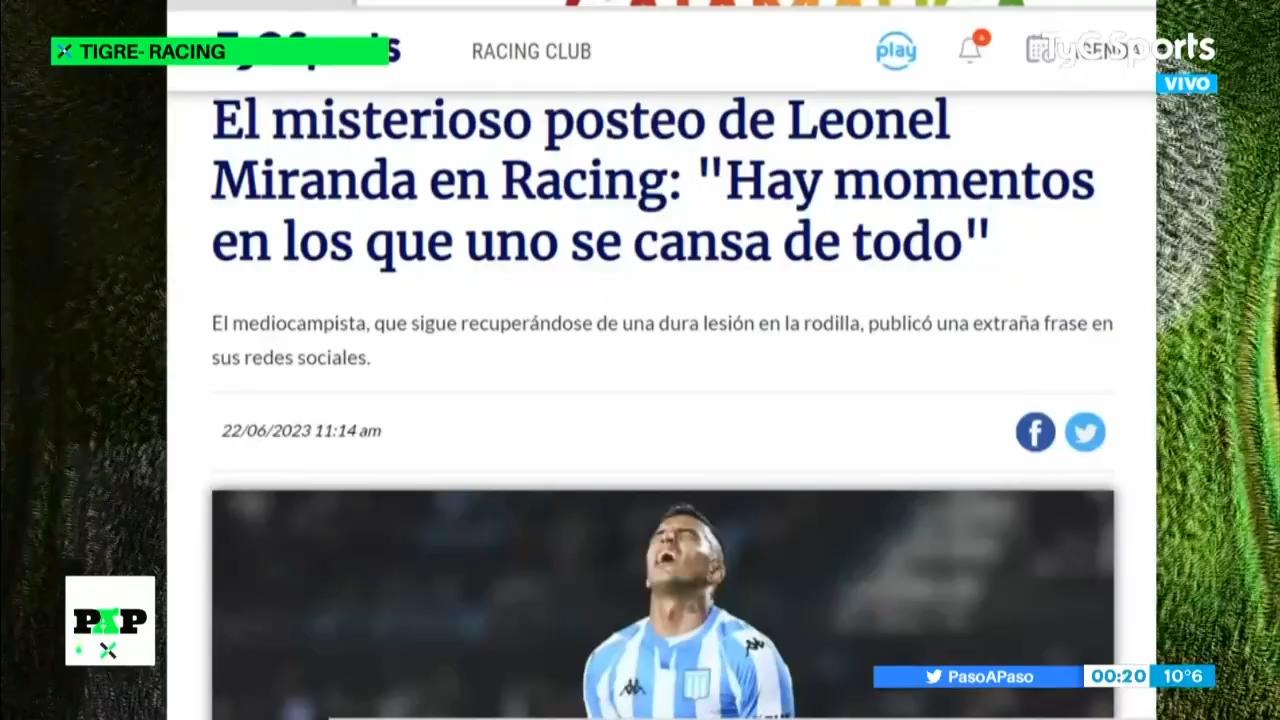 TIGRE- RACING
RACING CLUB
play
TyC Sports
VIVO
El misterioso posteo de Leonel
Miranda en Racing: "Hay momentos
en los que uno se cansa de todo"
El mediocampista, que sigue recuperándose de una dura lesión en la rodilla, publicó una extraña frase en
sus redes sociales.
22/06/2023 11:14 am
PAP
PasoAPaso
00:20
10°6